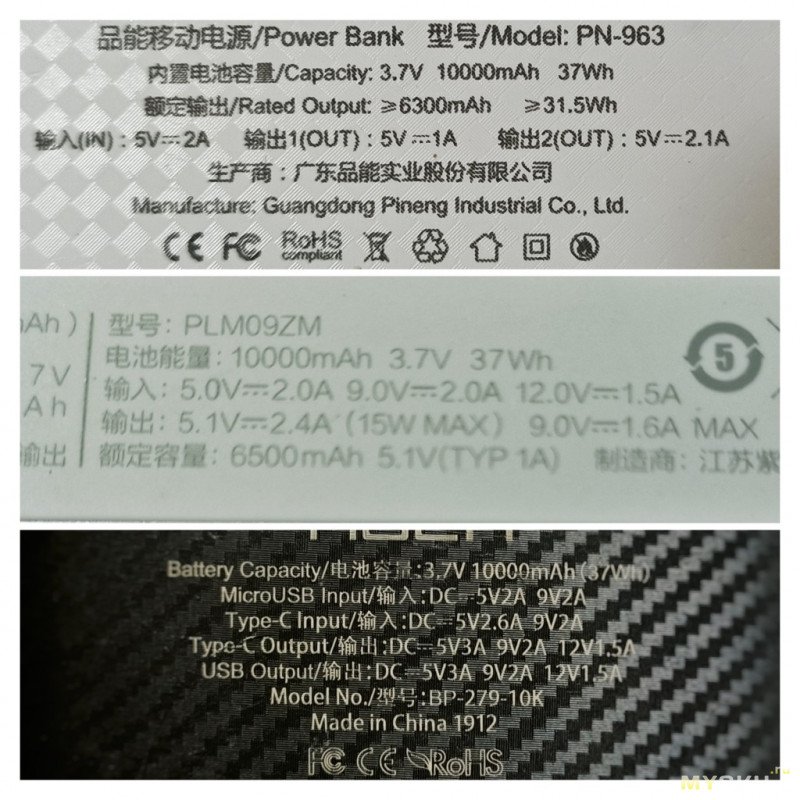 品能移动电源/Power Bank 型号/Model: PN-963
内置电池容量/Capacity: 3.7V 10000mAh 37Wh
额定输出/Rated Output: ≥6300mAh ≥31.5Wh
输入(IN) : 5V⎓2A 输出1(OUT) : 5V⎓1A 输出2(OUT) : 5V⎓2.1A
生产商 : 广东品能实业股份有限公司
Manufacture: Guangdong Pineng Industrial Co., Ltd.
CE FC RoHS
compliant
mAh ) 型号: PLM09ZM
电池能量: 10000mAh 3.7V 37Wh
7V 输入: 5.0V⎓2.0A 9.0V⎓2.0A 12.0V⎓1.5A
Ah 输出: 5.1V⎓2.4A (15W MAX) 9.0V⎓1.6A MAX
输出 额定容量: 6500mAh 5.1V(TYP 1A) 制造商: 江苏紫
5
Battery Capacity/电池容量:3.7V 10000mAh(37Wh)
MicroUSB Input/输入:DC⎓5V2A 9V2A
Type-C Input/输入:DC⎓5V2.6A 9V2A
Type-C Output/输出:DC⎓5V3A 9V2A 12V1.5A
USB Output/输出:DC⎓5V3A 9V2A 12V1.5A
Model No./型号:BP-279-10K
Made in China 1912
FC CE RoHS
MYSKU.ru